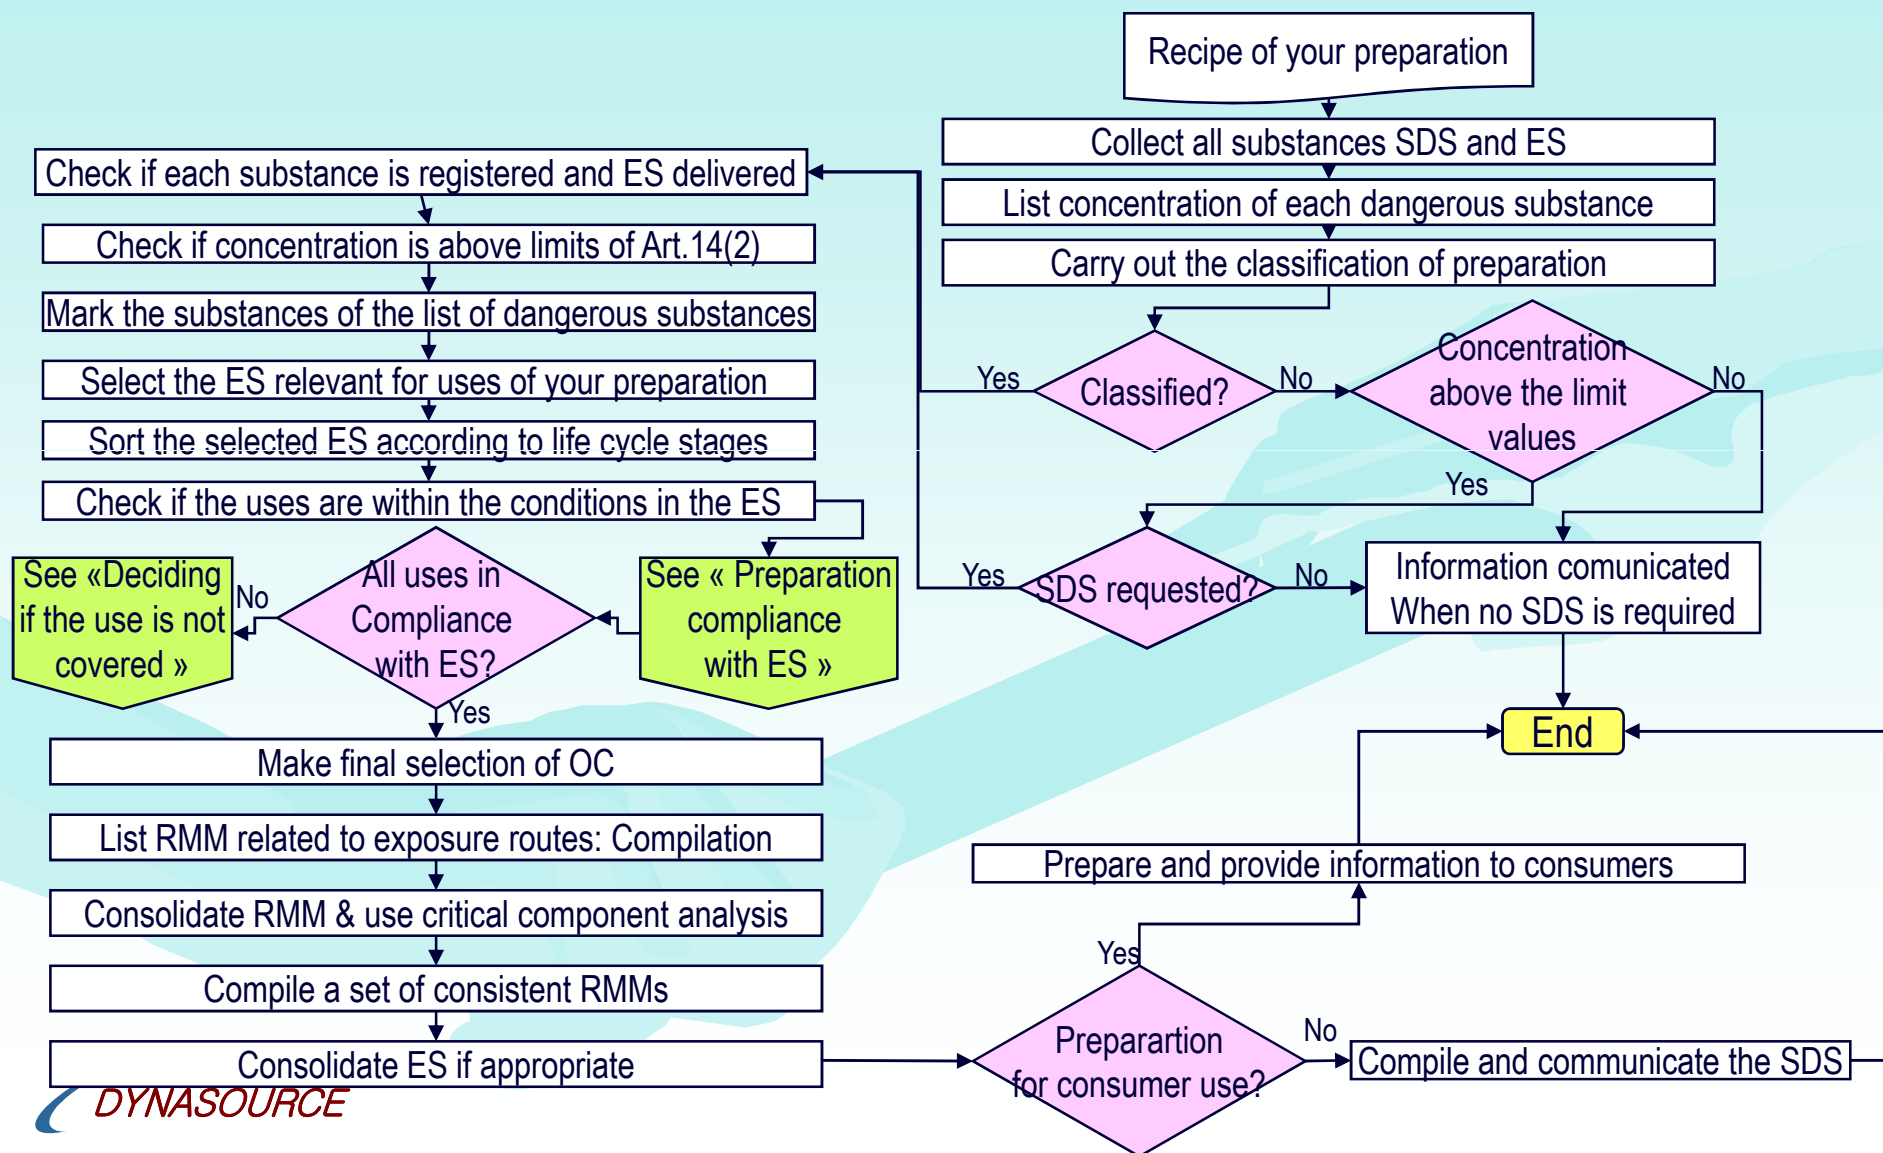 Recipe of your preparation
Collect all substances SDS and ES
List concentration of each dangerous substance
Carry out the classification of preparation
Classified?
Yes
No
Concentration
above the limit
values
No
Yes
SDS requested?
Yes
No
Information comunicated
When no SDS is required
End
Check if each substance is registered and ES delivered
Check if concentration is above limits of Art.14(2)
Mark the substances of the list of dangerous substances
Select the ES relevant for uses of your preparation
Sort the selected ES according to life cycle stages
Check if the uses are within the conditions in the ES
See « Preparation
compliance
with ES »
All uses in
Compliance
with ES?
No
See «Deciding
if the use is not
covered »
Yes
Make final selection of OC
List RMM related to exposure routes: Compilation
Consolidate RMM & use critical component analysis
Compile a set of consistent RMMs
Consolidate ES if appropriate
Preparartion
for consumer use?
Yes
Prepare and provide information to consumers
No
Compile and communicate the SDS
DYNASOURCE